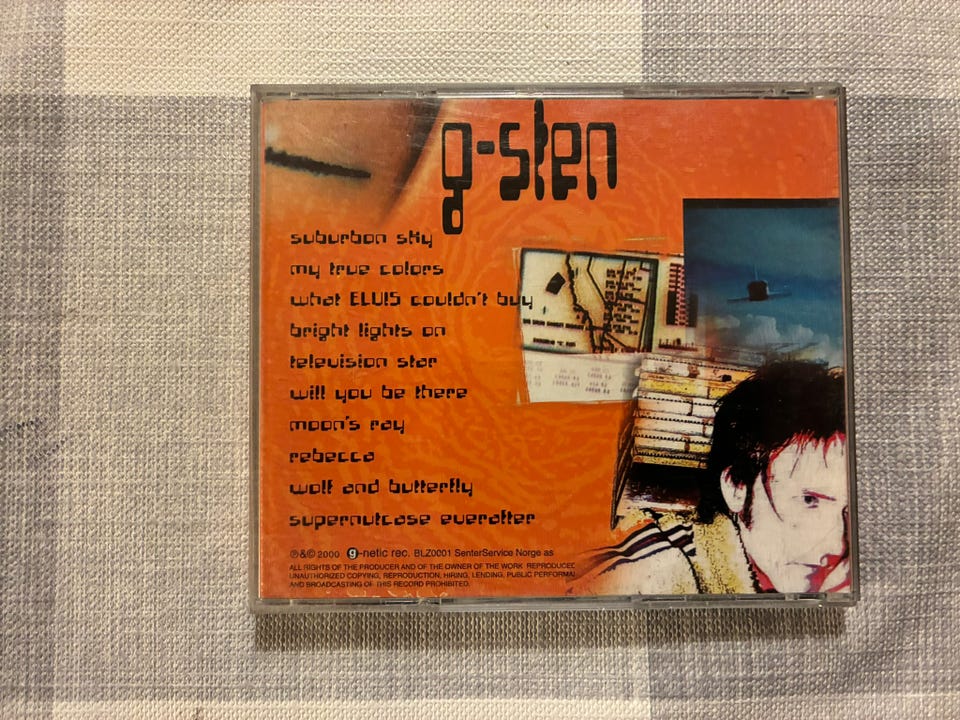 g-sten
suburban sky
my true colors
what ELVIS couldn't buy
bright lights on
television star
will you be there
moon's ray
rebecca
wolf and butterfly
supernutcase everafter
℗&© 2000 g-netic rec. BLZ0001 SenterService Norge as
ALL RIGHTS OF THE PRODUCER AND OF THE OWNER OF THE WORK REPRODUCED
UNAUTHORIZED COPYING, REPRODUCTION, HIRING, LENDING, PUBLIC PERFORMA
AND BROADCASTING OF THIS RECORD PROHIBITED.